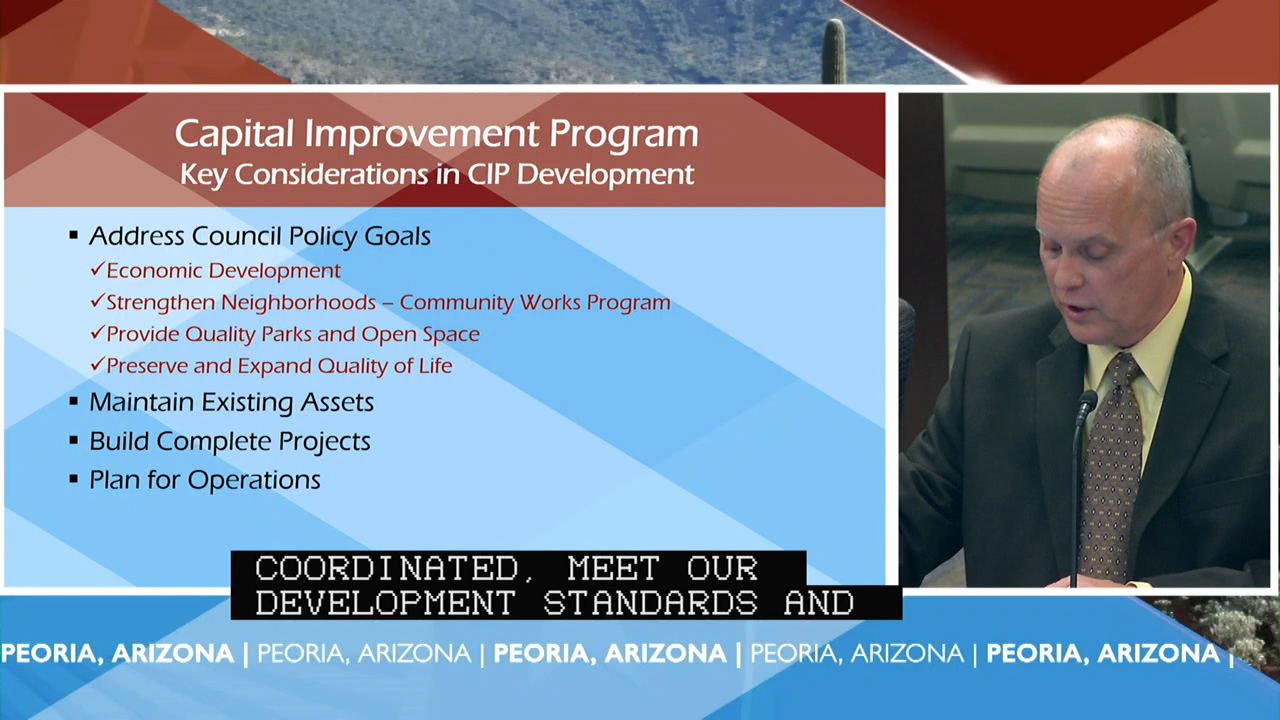 Capital Improvement Program
Key Considerations in CIP Development
▪ Address Council Policy Goals
✓Economic Development
✓Strengthen Neighborhoods – Community Works Program
✓Provide Quality Parks and Open Space
✓Preserve and Expand Quality of Life
▪ Maintain Existing Assets
▪ Build Complete Projects
▪ Plan for Operations
COORDINATED, MEET OUR
DEVELOPMENT STANDARDS AND
PEORIA, ARIZONA | PEORIA, ARIZONA | PEORIA, ARIZONA | PEORIA, ARIZONA | PEORIA, ARIZONA |